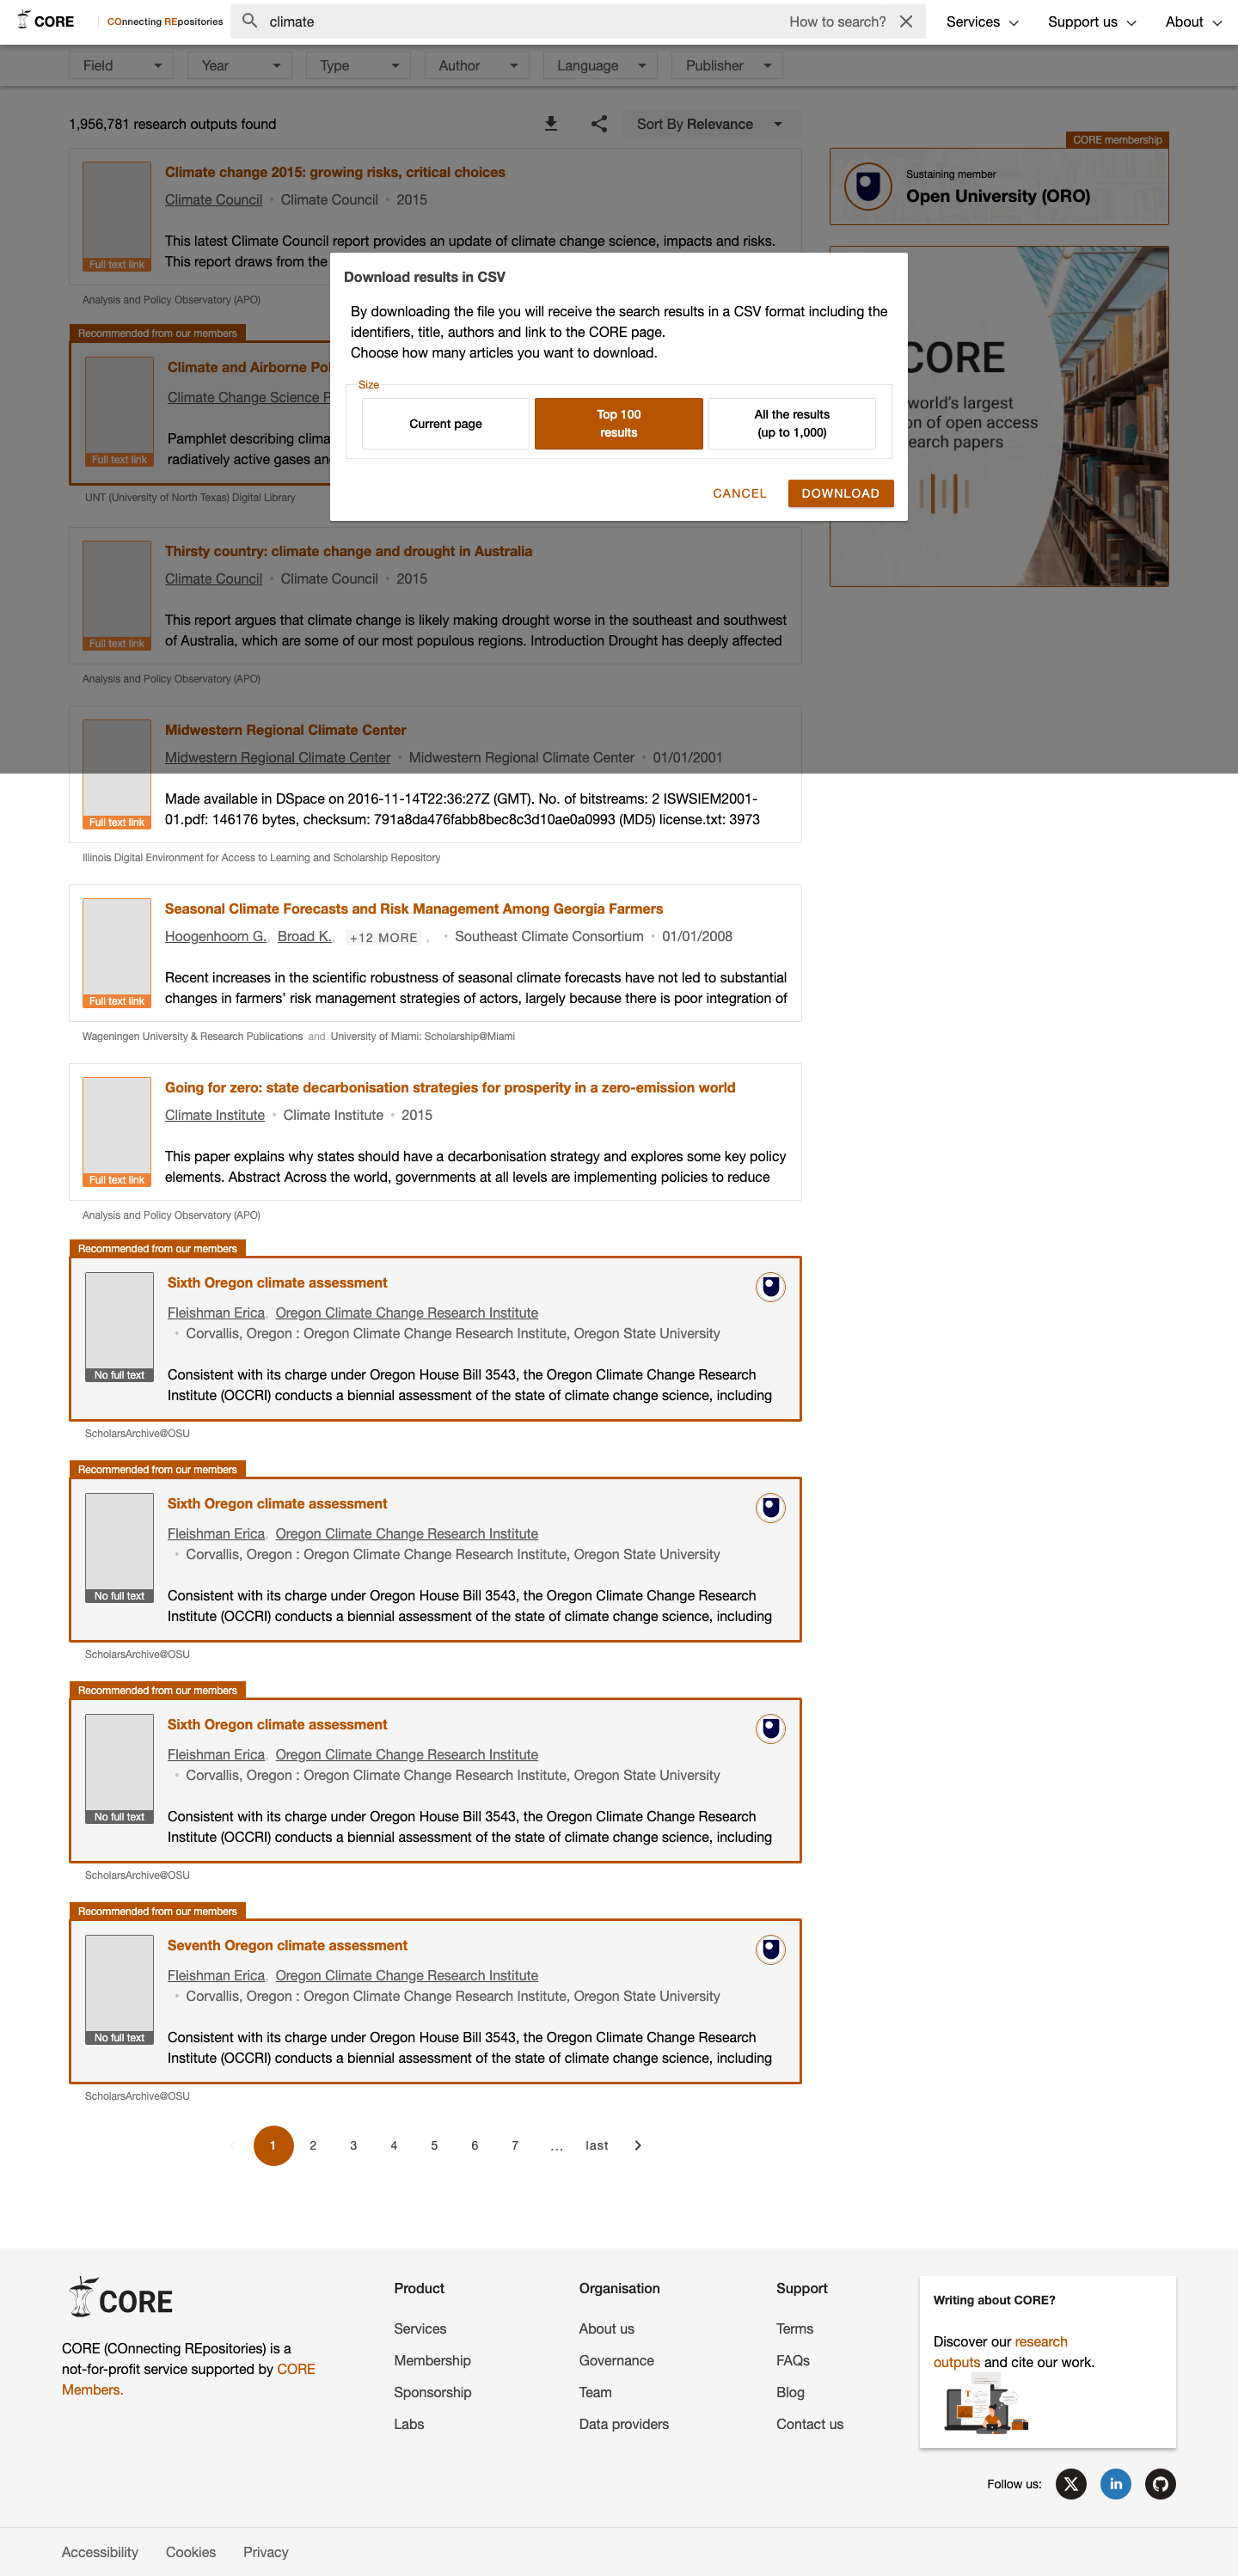 CORE
COnnecting REpositories
climate
How to search?
Services
Support us
About
Field
Year
Type
Author
Language
Publisher
1,956,781 research outputs found
Sort By Relevance
Climate change 2015: growing risks, critical choices
Climate Council • Climate Council • 2015
This latest Climate Council report provides an update of climate change science, impacts and risks.
This report draws from the
Full text link
Analysis and Policy Observatory (APO)
CORE membership
Sustaining member
Open University (ORO)
Download results in CSV
By downloading the file you will receive the search results in a CSV format including the
identifiers, title, authors and link to the CORE page.
Choose how many articles you want to download.
Size
Current page
Top 100
results
All the results
(up to 1,000)
CANCEL
DOWNLOAD
CORE
world's largest
on of open access
earch papers
Recommended from our members
Climate and Airborne Pol
Climate Change Science P
Pamphlet describing clima
radiatively active gases an
Full text link
UNT (University of North Texas) Digital Library
Thirsty country: climate change and drought in Australia
Climate Council • Climate Council • 2015
This report argues that climate change is likely making drought worse in the southeast and southwest
of Australia, which are some of our most populous regions. Introduction Drought has deeply affected
Full text link
Analysis and Policy Observatory (APO)
Midwestern Regional Climate Center
Midwestern Regional Climate Center • Midwestern Regional Climate Center • 01/01/2001
Made available in DSpace on 2016-11-14T22:36:27Z (GMT). No. of bitstreams: 2 ISWSIEM2001-
01.pdf: 146176 bytes, checksum: 791a8da476fabb8bec8c3d10ae0a0993 (MD5) license.txt: 3973
Full text link
Illinois Digital Environment for Access to Learning and Scholarship Repository
Seasonal Climate Forecasts and Risk Management Among Georgia Farmers
Hoogenhoom G., Broad K., +12 MORE , • Southeast Climate Consortium • 01/01/2008
Recent increases in the scientific robustness of seasonal climate forecasts have not led to substantial
changes in farmers’ risk management strategies of actors, largely because there is poor integration of
Full text link
Wageningen University & Research Publications and University of Miami: Scholarship@Miami
Going for zero: state decarbonisation strategies for prosperity in a zero-emission world
Climate Institute • Climate Institute • 2015
This paper explains why states should have a decarbonisation strategy and explores some key policy
elements. Abstract Across the world, governments at all levels are implementing policies to reduce
Full text link
Analysis and Policy Observatory (APO)
Recommended from our members
Sixth Oregon climate assessment
Fleishman Erica, Oregon Climate Change Research Institute
• Corvallis, Oregon : Oregon Climate Change Research Institute, Oregon State University
Consistent with its charge under Oregon House Bill 3543, the Oregon Climate Change Research
Institute (OCCRI) conducts a biennial assessment of the state of climate change science, including
No full text
ScholarsArchive@OSU
Recommended from our members
Sixth Oregon climate assessment
Fleishman Erica, Oregon Climate Change Research Institute
• Corvallis, Oregon : Oregon Climate Change Research Institute, Oregon State University
Consistent with its charge under Oregon House Bill 3543, the Oregon Climate Change Research
Institute (OCCRI) conducts a biennial assessment of the state of climate change science, including
No full text
ScholarsArchive@OSU
Recommended from our members
Sixth Oregon climate assessment
Fleishman Erica, Oregon Climate Change Research Institute
• Corvallis, Oregon : Oregon Climate Change Research Institute, Oregon State University
Consistent with its charge under Oregon House Bill 3543, the Oregon Climate Change Research
Institute (OCCRI) conducts a biennial assessment of the state of climate change science, including
No full text
ScholarsArchive@OSU
Recommended from our members
Seventh Oregon climate assessment
Fleishman Erica, Oregon Climate Change Research Institute
• Corvallis, Oregon : Oregon Climate Change Research Institute, Oregon State University
Consistent with its charge under Oregon House Bill 3543, the Oregon Climate Change Research
Institute (OCCRI) conducts a biennial assessment of the state of climate change science, including
No full text
ScholarsArchive@OSU
1 2 3 4 5 6 7 ... last
CORE
CORE (COnnecting REpositories) is a
not-for-profit service supported by CORE
Members.
Product
Services
Membership
Sponsorship
Labs
Organisation
About us
Governance
Team
Data providers
Support
Terms
FAQs
Blog
Contact us
Writing about CORE?
Discover our research
outputs and cite our work.
Follow us:
Accessibility
Cookies
Privacy